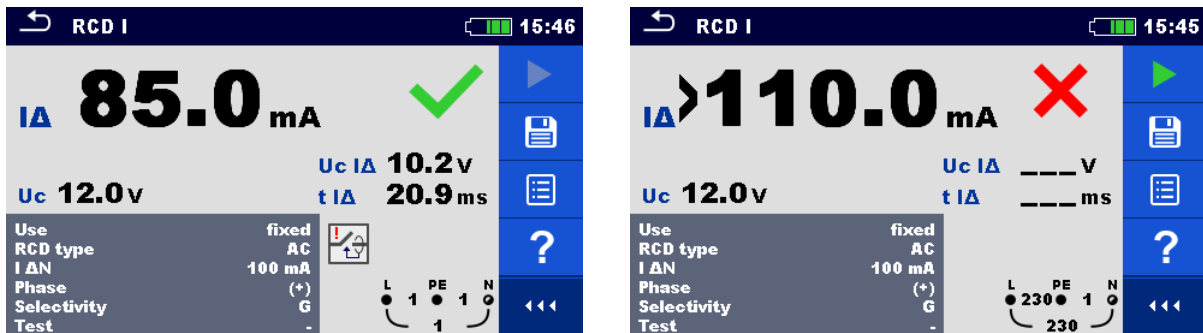 RCD I
15:46
IΔ 85.0 mA
Uc IΔ 10.2 V
Uc 12.0 V
t IΔ 20.9 ms
Use fixed
RCD type AC
I ΔN 100 mA
Phase (+)
Selectivity G
Test -
!
L PE N
1 1
1
?
RCD I
15:45
IΔ >110.0 mA
Uc IΔ ___ V
Uc 12.0 V
t IΔ ___ ms
Use fixed
RCD type AC
I ΔN 100 mA
Phase (+)
Selectivity G
Test -
L PE N
230 1
230
?